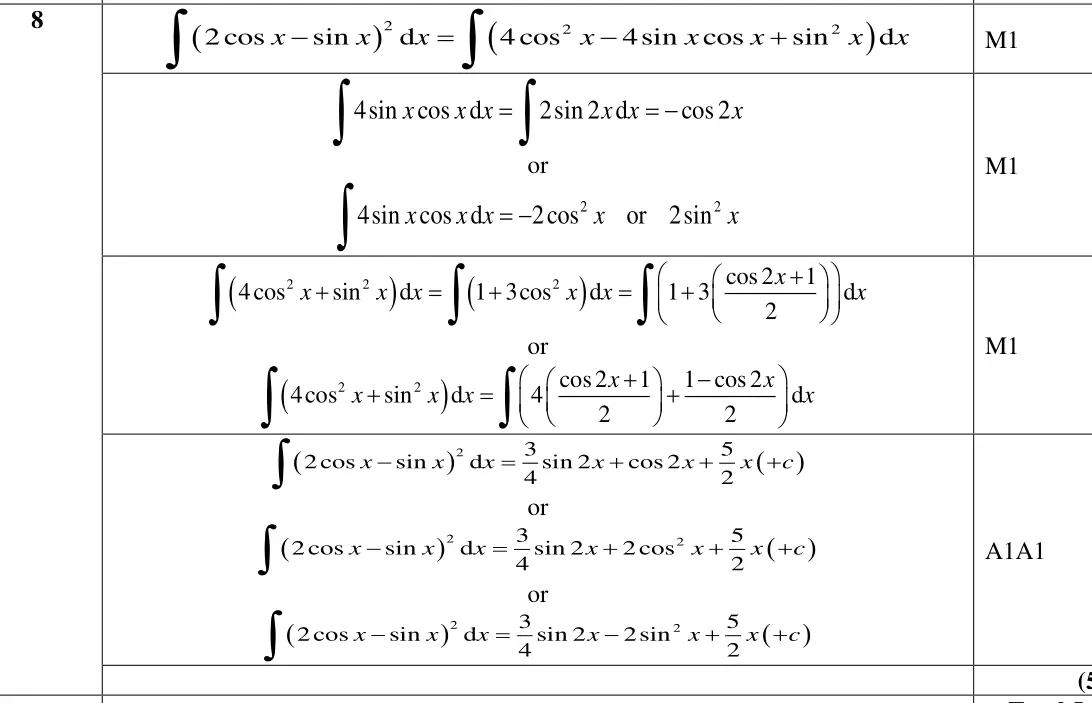 8
∫(2cos x − sin x)² dx = ∫(4cos² x − 4sin x cos x + sin² x)dx M1
∫4sin x cos x dx = ∫2sin 2x dx = −cos 2x
or
M1
∫4sin x cos x dx = −2cos² x or 2sin² x
∫(4cos² x + sin² x)dx = ∫(1 + 3cos² x)dx = ∫(1 + 3((cos 2x + 1)/2))dx
or
M1
∫(4cos² x + sin² x)dx = ∫(4((cos 2x + 1)/2) + (1 − cos 2x)/2)dx
∫(2cos x − sin x)² dx = 3/4 sin 2x + cos 2x + 5/2 x (+c)
or
∫(2cos x − sin x)² dx = 3/4 sin 2x + 2cos² x + 5/2 x (+c)
A1A1
or
∫(2cos x − sin x)² dx = 3/4 sin 2x − 2sin² x + 5/2 x (+c)
(5